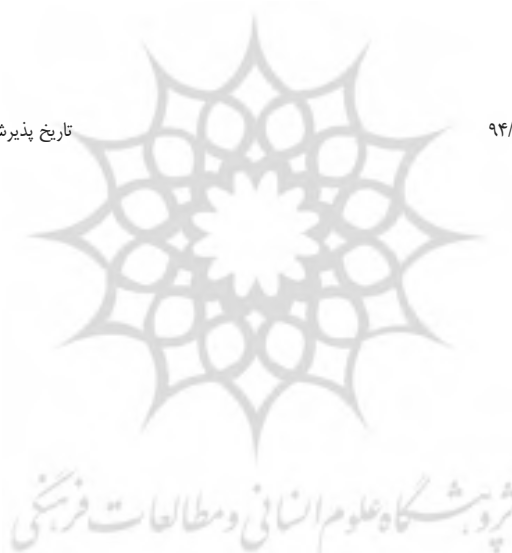 ۹۴/ تاریخ پذیرش
پژوهشگاه علوم انسانی و مطالعات فرهنگی